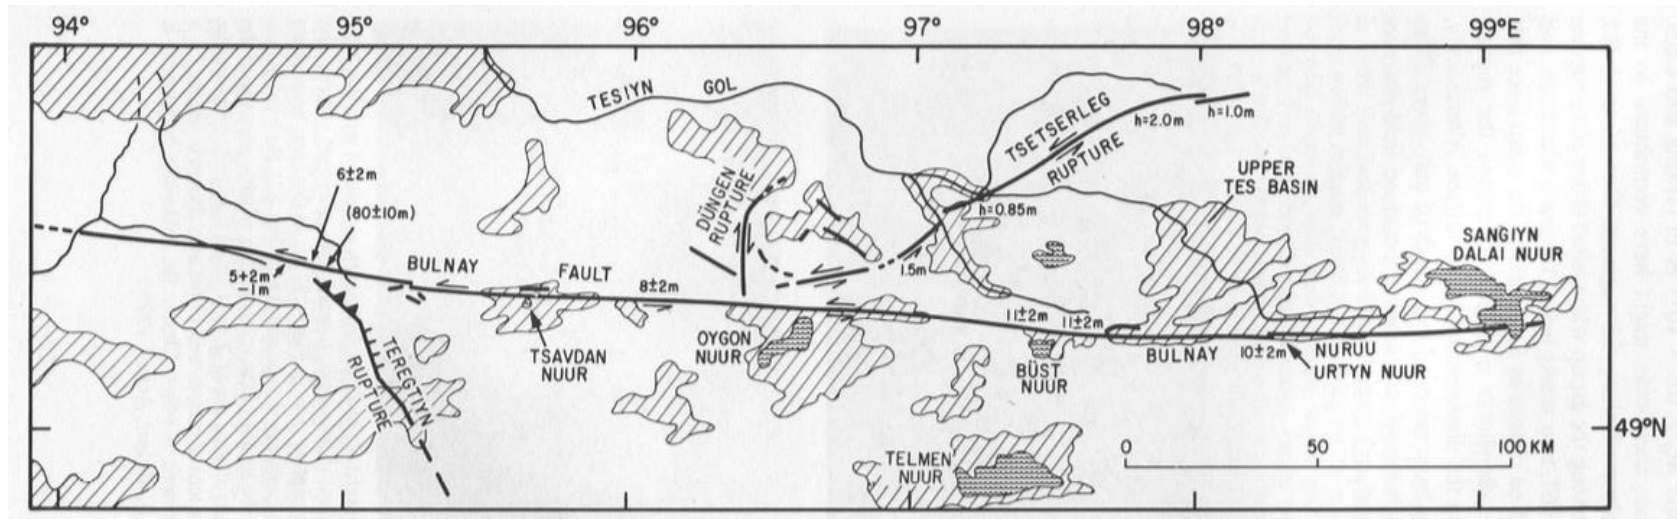 94°
95°
96°
97°
98°
99°E
TESIYN GOL
TSETSERLEG
RUPTURE
h=2.0m
h=1.0m
h=0.85m
UPPER
TES BASIN
SANGIYN
DALAI NUUR
DÜNGEN
RUPTURE
6±2m
(80±10m)
5+2m
-1m
BULNAY FAULT
8±2m
1.5m
11±2m
11±2m
BULNAY NURUU
10±2m
URTYN NUUR
TSAVDAN
NUUR
OYGON
NUUR
BÜST
NUUR
TEREGTIYN
RUPTURE
TELMEN
NUUR
49°N
0 50 100 KM